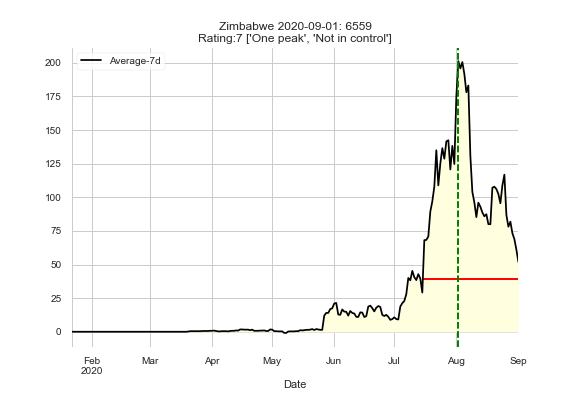 Zimbabwe 2020-09-01: 6559
Rating:7 ['One peak', 'Not in control']
Average-7d
200
175
150
125
100
75
50
25
0
Feb Mar Apr May Jun Jul Aug Sep
2020
Date